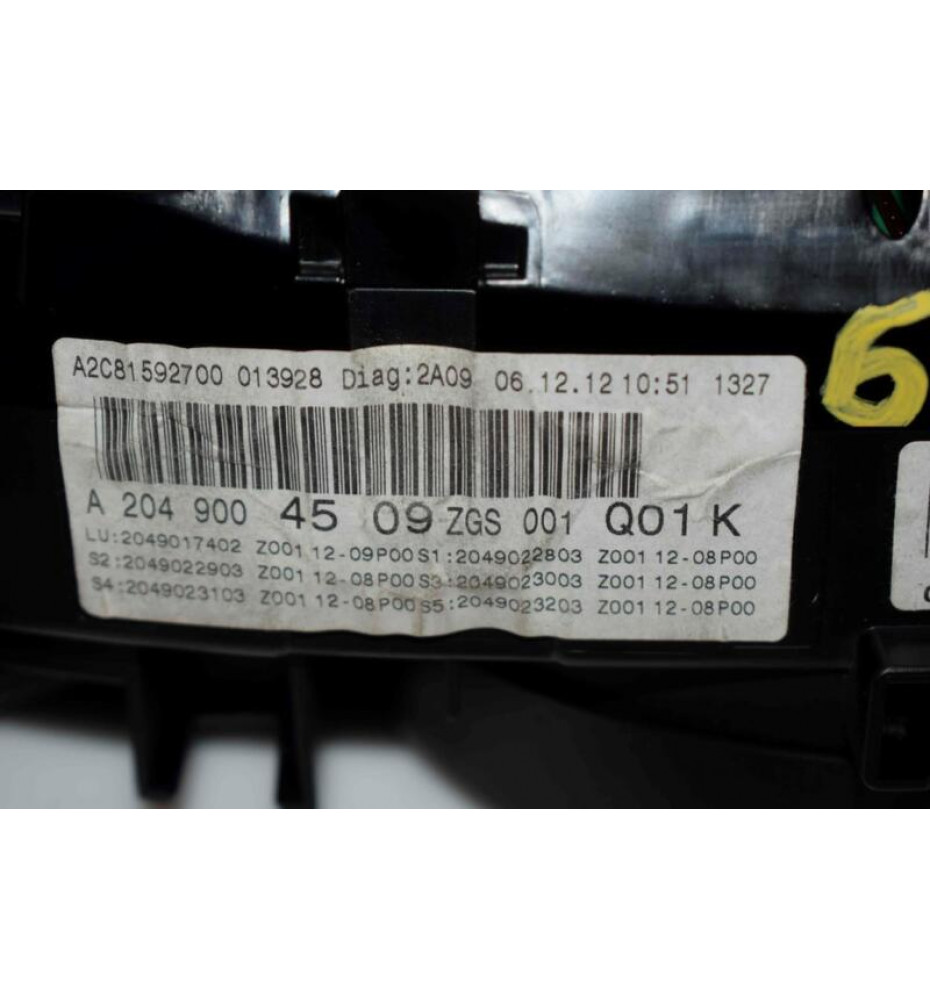 A2C81592700 013928 Diag:2A09 06.12.12 10:51 1327
A 204 900 45 09 ZGS 001 Q01 K
LU:2049017402 Z001 12-09P00 S1:2049022803 Z001 12-08P00
S2:2049022903 Z001 12-08P00 S3:2049023003 Z001 12-08P00
S4:2049023103 Z001 12-08P00 S5:2049023203 Z001 12-08P00
6